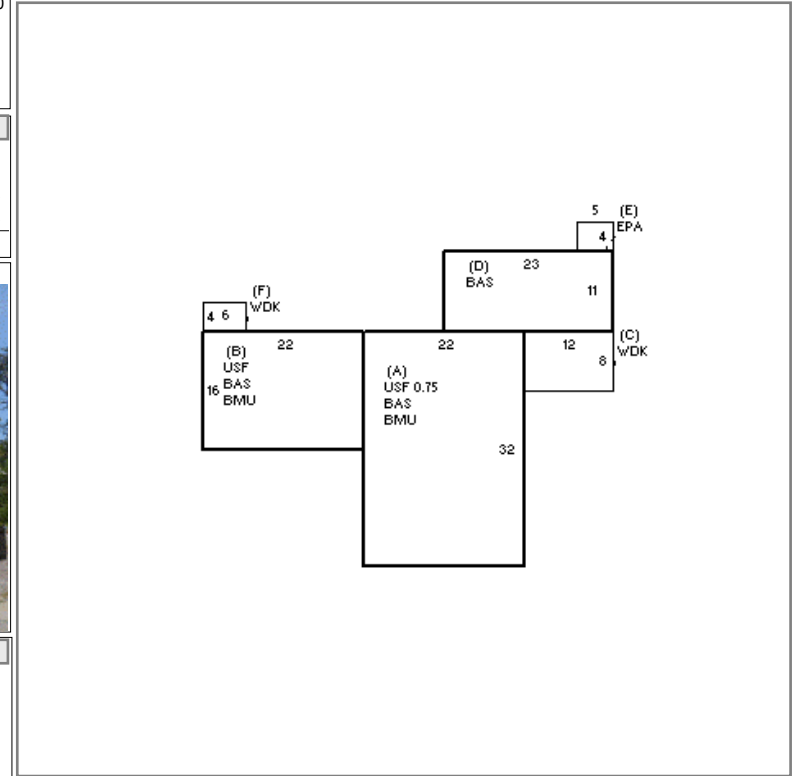 5 (E)
EPA
4
(D) 23
BAS
11
(F)
WDK
4 6
22
(B)
USF
BAS
BMU
16
22
(A)
USF 0.75
BAS
BMU
32
12 (C)
WDK
8